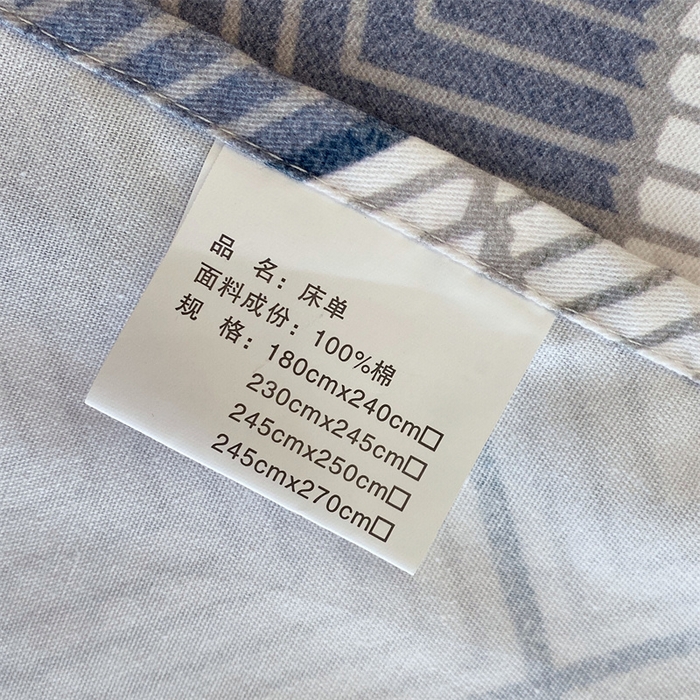 品 名：床单
面料成份：100%棉
规 格：180cmx240cm□
230cmx245cm□
245cmx250cm□
245cmx270cm□